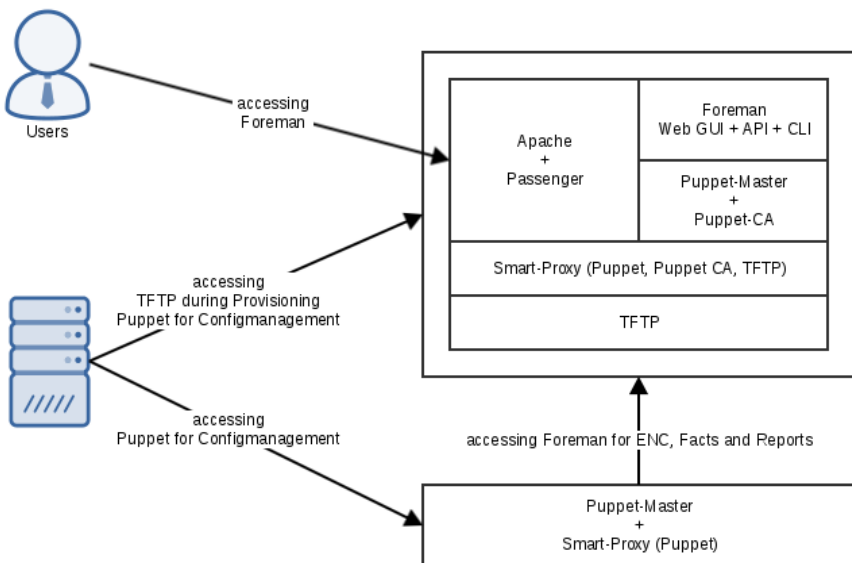 Users
accessing
Foreman
Apache
+
Passenger
Foreman
Web GUI + API + CLI
Puppet-Master
+
Puppet-CA
Smart-Proxy (Puppet, Puppet CA, TFTP)
TFTP
accessing
TFTP during Provisioning
Puppet for Configmanagement
accessing
Puppet for Configmanagement
accessing Foreman for ENC, Facts and Reports
Puppet-Master
+
Smart-Proxy (Puppet)